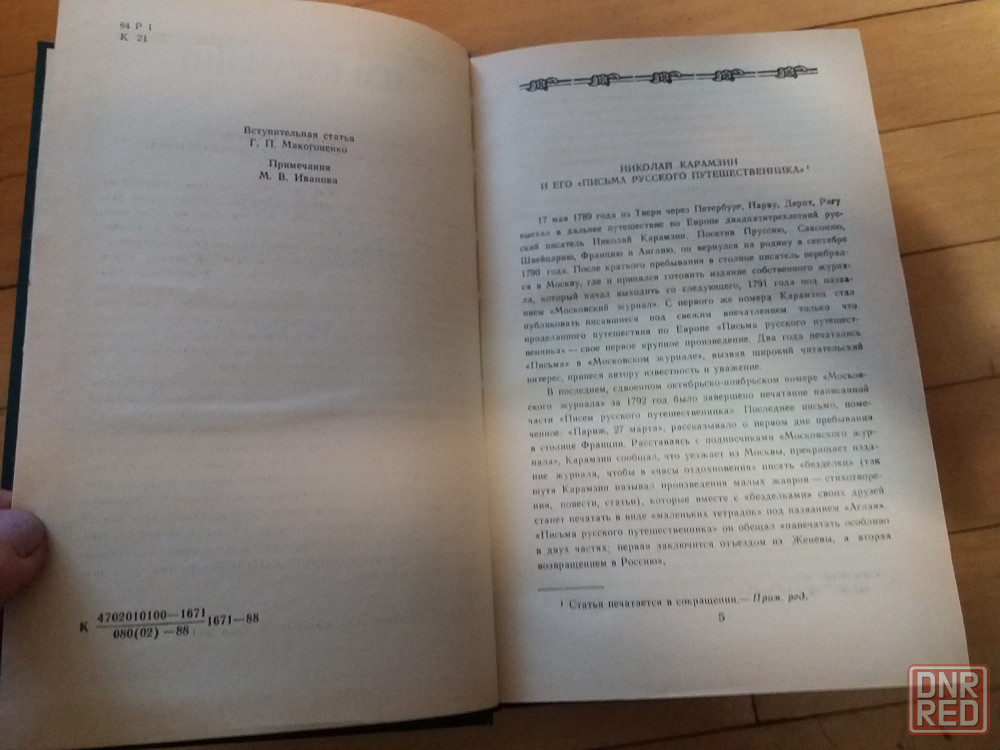 84 Р 1
К 21
Вступительная статья
Г. П. Макогоненко
Примечания
М. В. Иванова
К 4702010100—1671 1671—88
080(02)—88
НИКОЛАЙ КАРАМЗИН
И ЕГО «ПИСЬМА РУССКОГО ПУТЕШЕСТВЕННИКА» ¹
17 мая 1789 года из Твери через Петербург, Нарву, Дерпт, Ригу
выехал в дальнее путешествие по Европе двадцатитрехлетний рус-
ский писатель Николай Карамзин. Посетив Пруссию, Саксонию,
Швейцарию, Францию и Англию, он вернулся на родину в сентябре
1790 года. После краткого пребывания в столице писатель перебрал-
ся в Москву, где и принялся готовить издание собственного журна-
ла, который начал выходить со следующего, 1791 года под назва-
нием «Московский журнал». С первого же номера Карамзин стал
публиковать писавшиеся под свежим впечатлением только что
проделанного путешествия по Европе «Письма русского путешест-
венника» — свое первое крупное произведение. Два года печатались
«Письма» в «Московском журнале», вызвав широкий читательский
интерес, принеся автору известность и уважение.
В последнем, сдвоенном октябрьско-ноябрьском номере «Москов-
ского журнала» за 1792 год было завершено печатание написанной
части «Писем русского путешественника». Последнее письмо, поме-
ченное: «Париж, 27 марта», рассказывало о первом дне пребывания
в столице Франции. Расставаясь с подписчиками «Московского жур-
нала», Карамзин сообщал, что уезжает из Москвы, прекращает изда-
ние журнала, чтобы в «часы отдохновения» писать «безделки» (так
шутя Карамзин называл произведения малых жанров — стихотворе-
ния, повести, статьи), которые вместе с «безделками» своих друзей
станет печатать в виде «маленьких тетрадок» под названием «Аглая».
«Письма русского путешественника» он обещал «напечатать особливо
в двух частях: первая заключится отъездом из Женевы, а вторая
возвращением в Россию».
¹ Статья печатается в сокращении.— Прим. ред.
5
DNR
RED